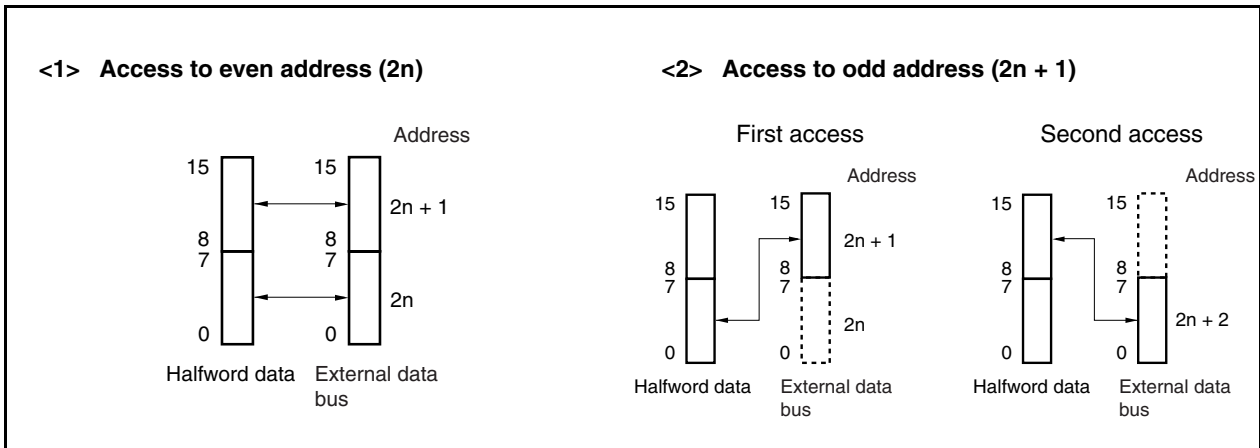 <1> Access to even address (2n)
Address
15
15
2n + 1
8
8
7
7
2n
0
0
Halfword data
External data
bus
<2> Access to odd address (2n + 1)
First access
Address
15
15
2n + 1
8
8
7
7
2n
0
0
Halfword data
External data
bus
Second access
Address
15
15
8
8
7
7
2n + 2
0
0
Halfword data
External data
bus